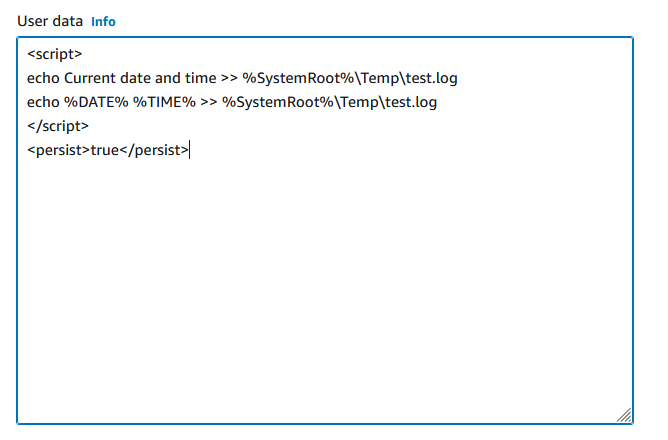 User data Info
<script>
echo Current date and time >> %SystemRoot%\Temp\test.log
echo %DATE% %TIME% >> %SystemRoot%\Temp\test.log
</script>
<persist>true</persist>